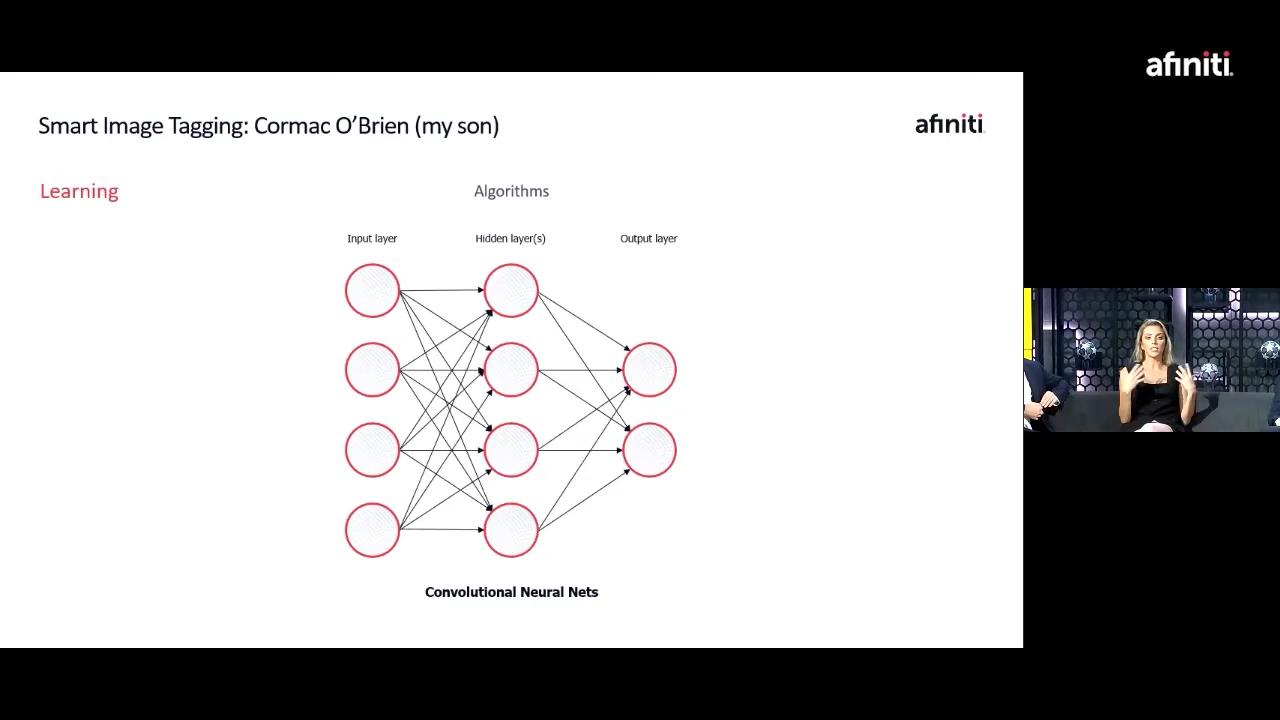 afiniti
Smart Image Tagging: Cormac O’Brien (my son)
afiniti
Learning
Algorithms
Input layer
Hidden layer(s)
Output layer
Convolutional Neural Nets